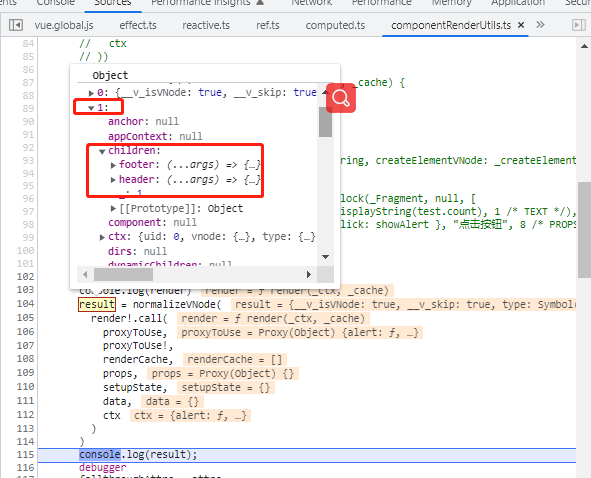 Console Sources Performance insights Network Performance Memory Application
vue.global.js effect.ts reactive.ts ref.ts computed.ts componentRenderUtils.ts × »
84 // ctx
85 // ))
86
87 _cache) {
88
89
90
91
92
93 createElementVNode: _createElemen
94
95
96 lock(_Fragment, null, [
97 isplayString(test.count), 1 /* TEXT */),
98 lick: showAlert }, "点击按钮", 8 /* PROPS
99
100
Object
0: {__v_isVNode: true, __v_skip: true
1:
anchor: null
appContext: null
children:
footer: (...args) => {…}
header: (...args) => {…}
_: 1
[[Prototype]]: Object
component: null
ctx: {uid: 0, vnode: {…}, type: {…}
dirs: null
dynamicChildren: null
102
103 console.log(render) render = ƒ render(_ctx, _cache)
104 result = normalizeVNode( result = {__v_isVNode: true, __v_skip: true, type: Symbol(
105 render!.call( render = ƒ render(_ctx, _cache)
106 proxyToUse, proxyToUse = Proxy(Object) {alert: ƒ, …}
107 proxyToUse!,
108 renderCache, renderCache = []
109 props, props = Proxy(Object) {}
110 setupState, setupState = {}
111 data, data = {}
112 ctx ctx = {alert: ƒ, …}
113 )
114 )
115 console.log(result);
116 debugger
117